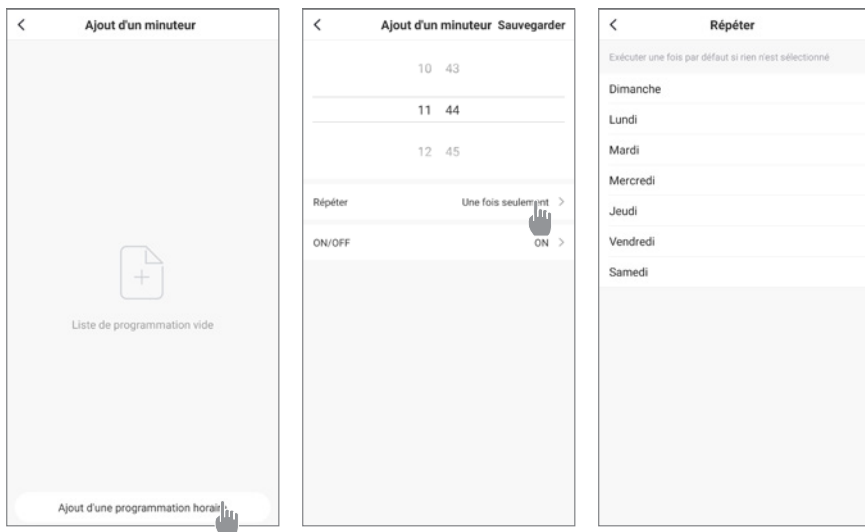 Ajout d'un minuteur
Liste de programmation vide
Ajout d'une programmation horaire
Ajout d'un minuteur Sauvegarder
10 43
11 44
12 45
Répéter Une fois seulement
ON/OFF ON
Répéter
Exécuter une fois par défaut si rien n'est sélectionné
Dimanche
Lundi
Mardi
Mercredi
Jeudi
Vendredi
Samedi